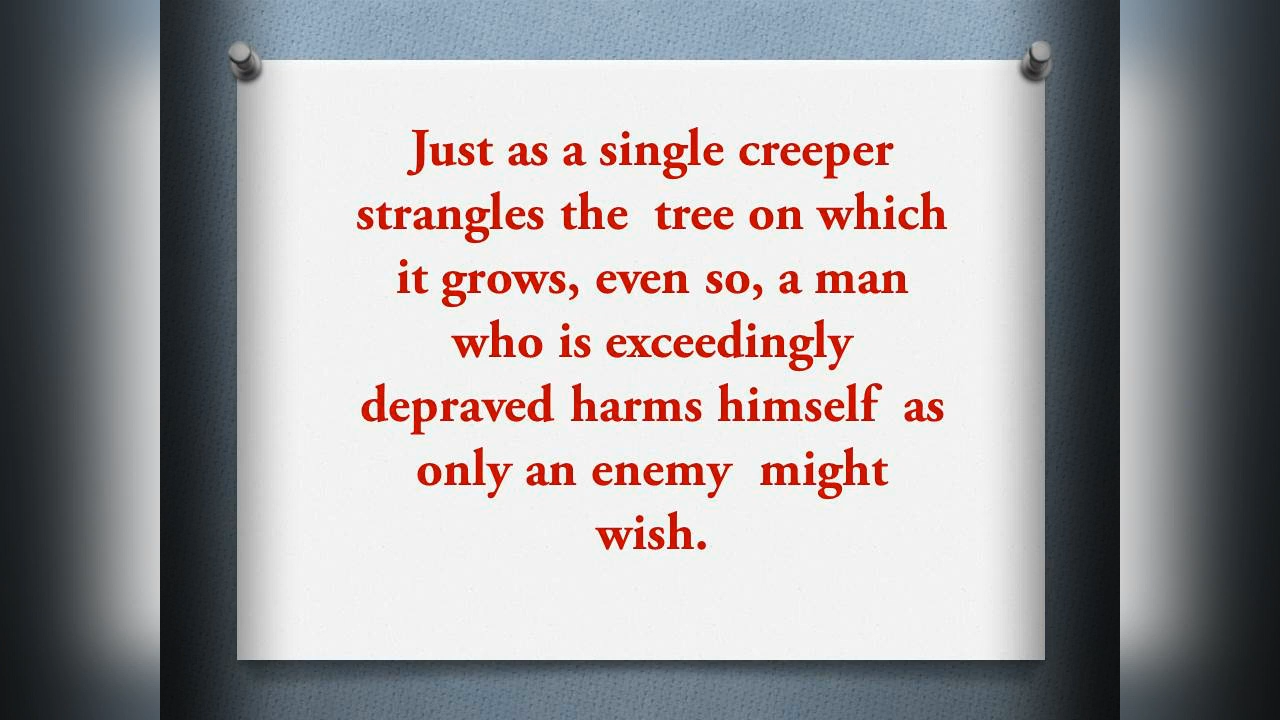 Just as a single creeper
strangles the  tree on which
it grows, even so, a man
who is exceedingly
depraved harms himself  as
only an enemy  might
wish.